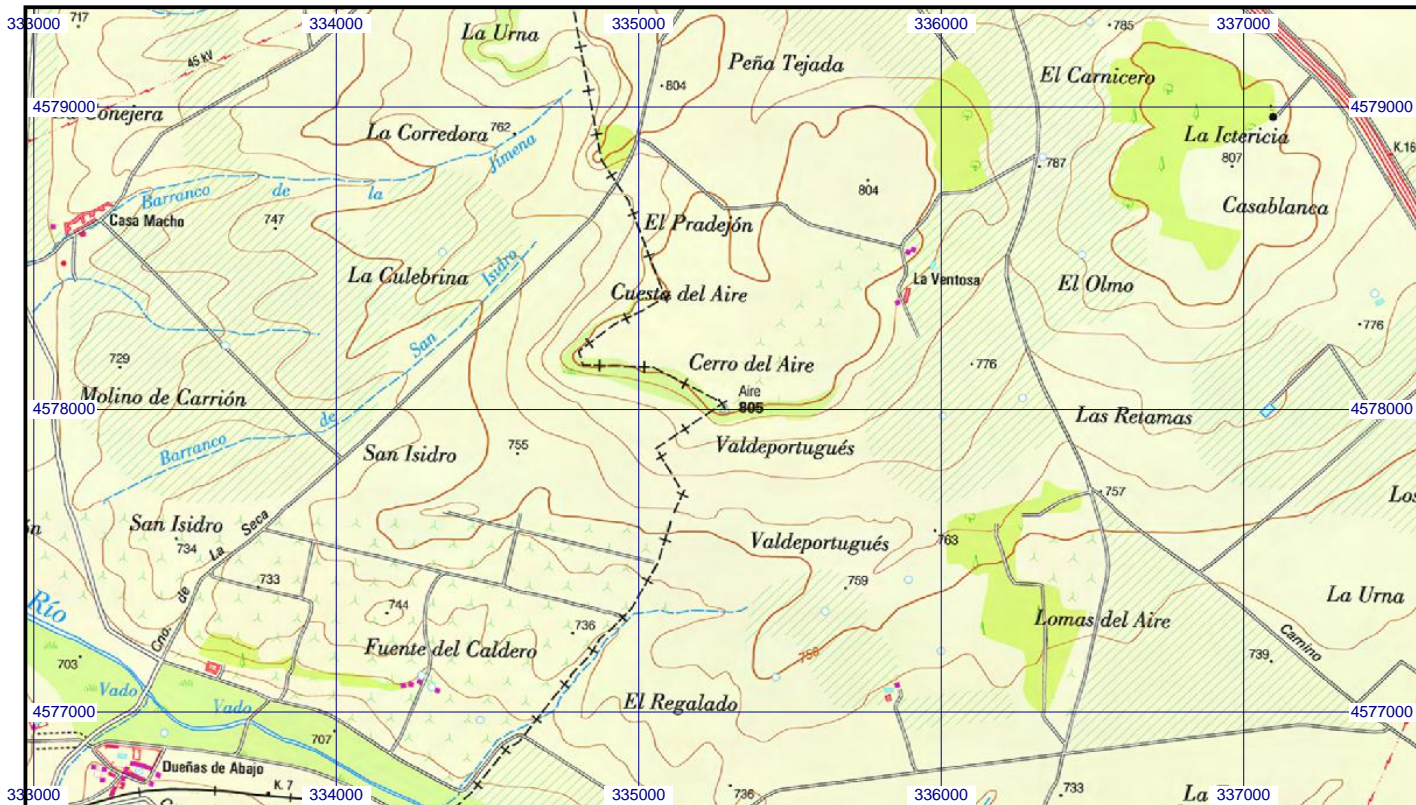 333000 334000 335000 336000 337000
717
La Urna
785
45 kV
Peña Tejada
El Carnicero
804
4579000 4579000
Conejera
La Corredora 762
Jimena
La Ictericia
K.16
787
807
Barranco de la
804
747
Casa Macho
El Pradejón
Casablanca
La Culebrina
Isidro
La Ventosa
El Olmo
Cuesta del Aire
776
San
729
Cerro del Aire
776
Molino de Carrión
Aire
805
4578000 4578000
de
Las Retamas
Barranco
San Isidro
755
Valdeportugués
757
Los
San Isidro
La Seca
ón
734
763
Valdeportugués
733
759
Río
de
744
La Urna
736
Lomas del Aire
Cno.
Fuente del Caldero
Camino
703
750
739
Vado
Vado
El Regalado
4577000 4577000
707
Dueñas de Abajo
K. 7
736
733
La
333000 334000 335000 336000 337000